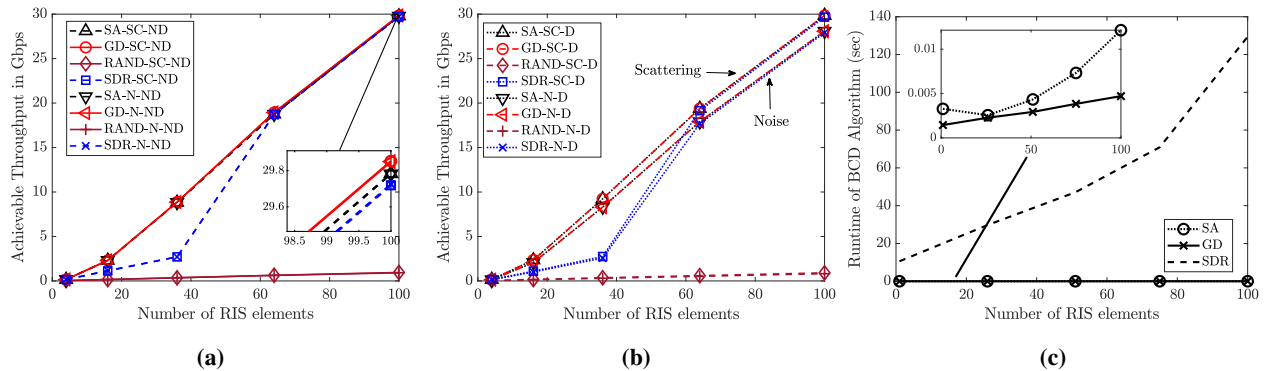 30
25
20
15
10
5
0
Achievable Throughput in Gbps
SA-SC-ND
GD-SC-ND
RAND-SC-ND
SDR-SC-ND
SA-N-ND
GD-N-ND
RAND-N-ND
SDR-N-ND
29.8
29.6
98.5 99 99.5 100
0 20 40 60 80 100
Number of RIS elements
(a)
30
25
20
15
10
5
0
Achievable Throughput in Gbps
SA-SC-D
GD-SC-D
RAND-SC-D
SDR-SC-D
SA-N-D
GD-N-D
RAND-N-D
SDR-N-D
Scattering
Noise
0 20 40 60 80 100
Number of RIS elements
(b)
140
120
100
80
60
40
20
0
Runtime of BCD Algorithm (sec)
0.01
0.005
0
0 50 100
SA
GD
SDR
20 40 60 80 100
Number of RIS elements
(c)